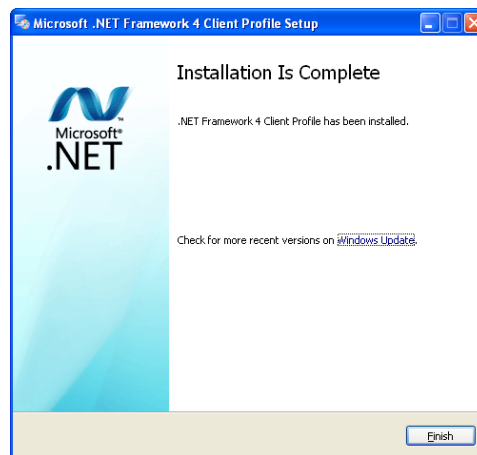 Microsoft .NET Framework 4 Client Profile Setup
Installation Is Complete
Microsoft®
.NET
.NET Framework 4 Client Profile has been installed.
Check for more recent versions on Windows Update.
Finish